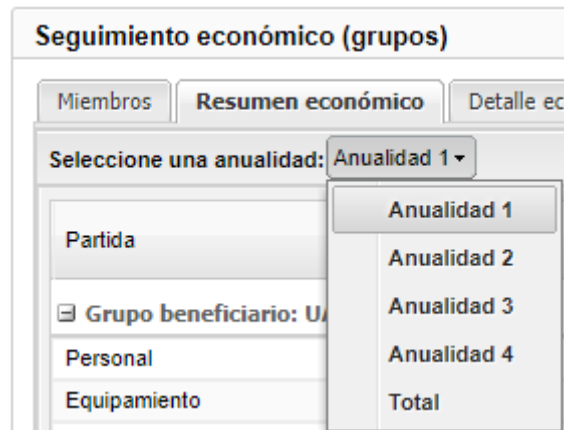 Seguimiento económico (grupos)
Miembros Resumen económico Detalle ec
Seleccione una anualidad: Anualidad 1
Anualidad 1
Partida
Anualidad 2
Grupo beneficiario: UA
Anualidad 3
Personal
Anualidad 4
Equipamiento
Total